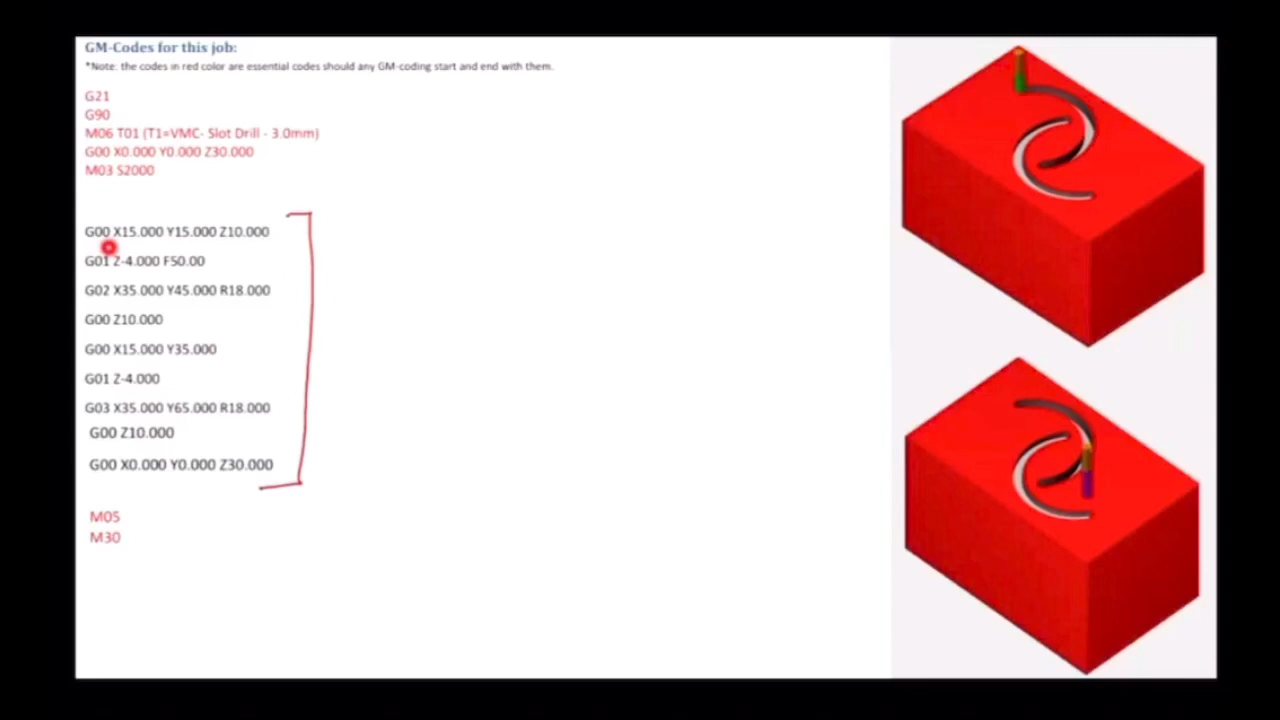 GM-Codes for this job:
*Note: the codes in red color are essential codes should any GM-coding start and end with them.
G21
G90
M06 T01 (T1=VMC- Slot Drill - 3.0mm)
G00 X0.000 Y0.000 Z30.000
M03 S2000
G00 X15.000 Y15.000 Z10.000
G01 Z-4.000 F50.00
G02 X35.000 Y45.000 R18.000
G00 Z10.000
G00 X15.000 Y35.000
G01 Z-4.000
G03 X35.000 Y65.000 R18.000
G00 Z10.000
G00 X0.000 Y0.000 Z30.000
M05
M30